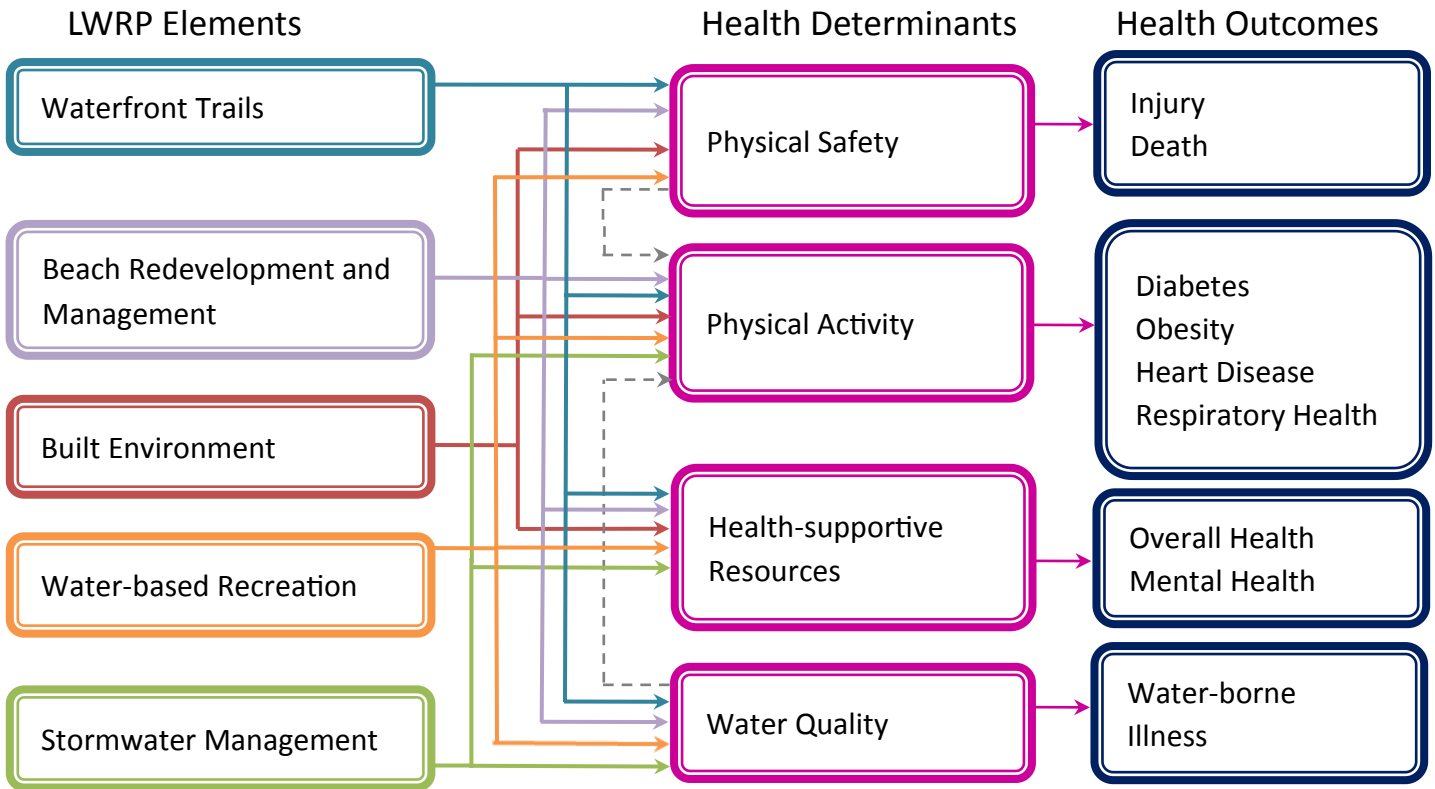 LWRP Elements
Health Determinants
Health Outcomes
Waterfront Trails
Beach Redevelopment and
Management
Built Environment
Water-based Recreation
Stormwater Management
Physical Safety
Physical Activity
Health-supportive
Resources
Water Quality
Injury
Death
Diabetes
Obesity
Heart Disease
Respiratory Health
Overall Health
Mental Health
Water-borne
Illness